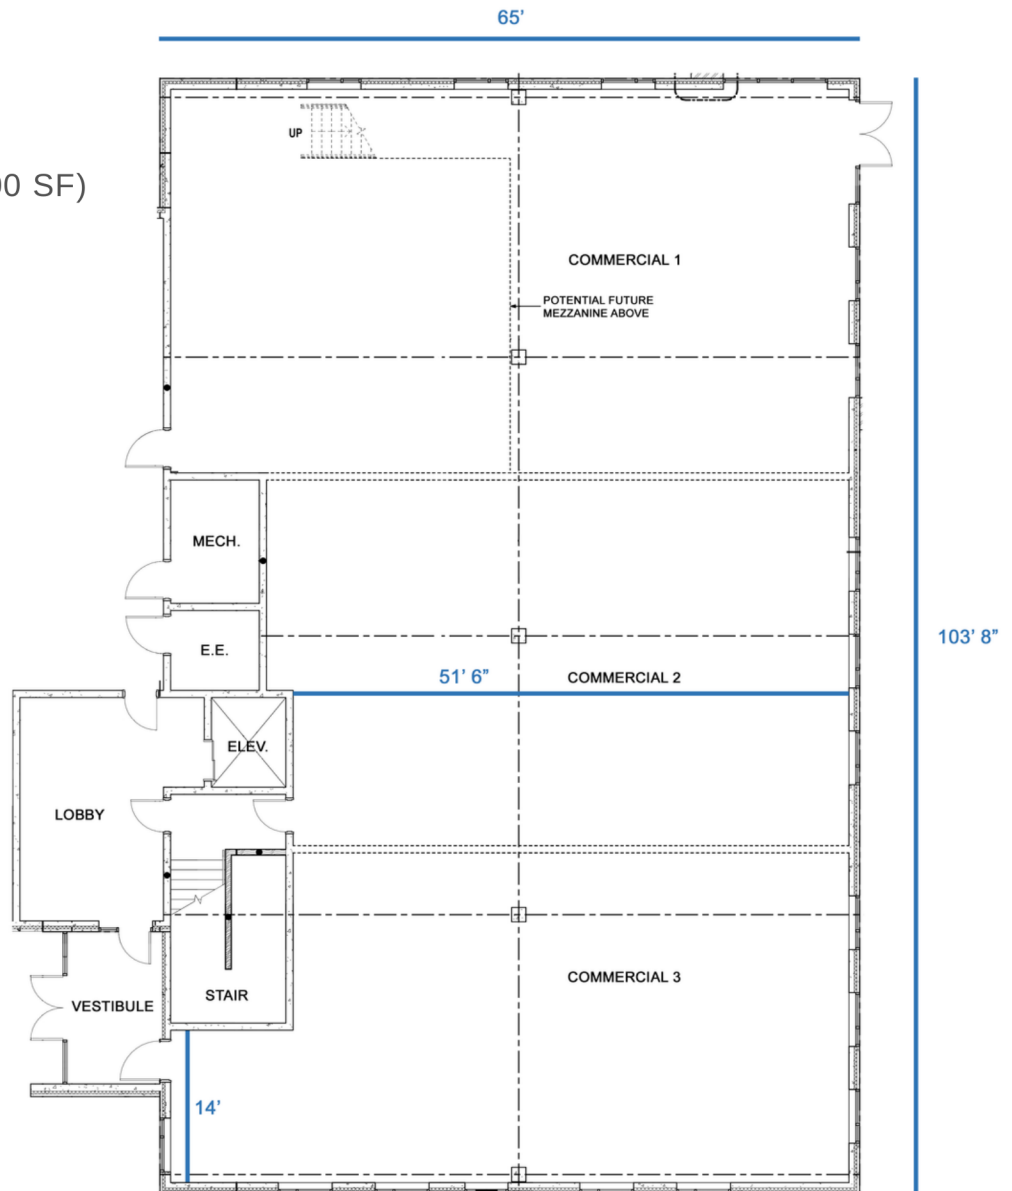 65’
UP
00 SF)
COMMERCIAL 1
POTENTIAL FUTURE
MEZZANINE ABOVE
MECH.
103’ 8”
E.E.
51’ 6”
COMMERCIAL 2
ELEV.
LOBBY
COMMERCIAL 3
STAIR
VESTIBULE
14’